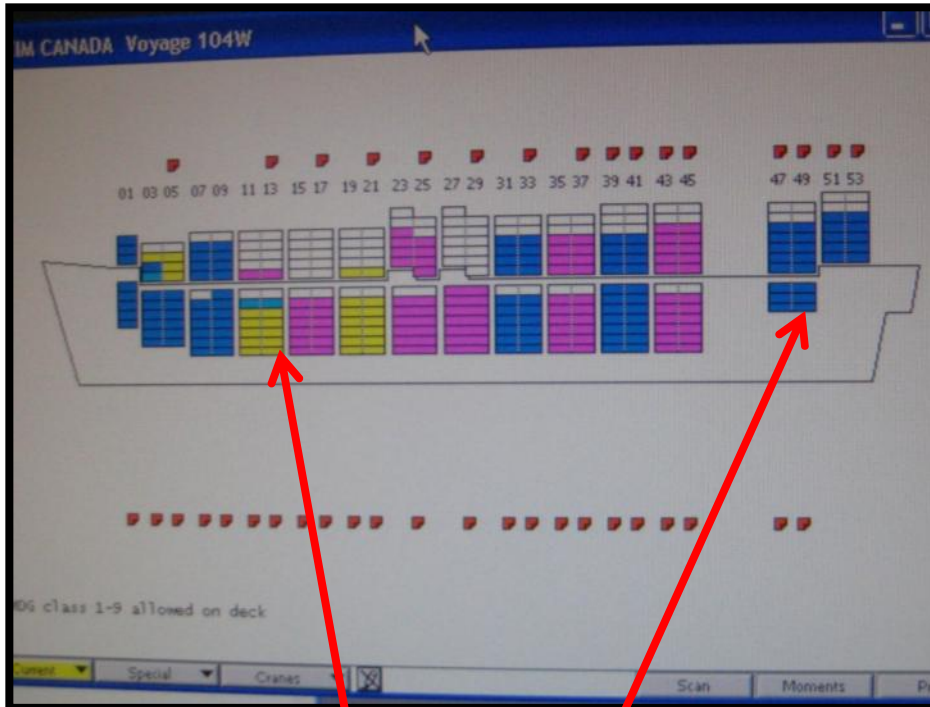 IM CANADA Voyage 104W
01 03 05 07 09 11 13 15 17 19 21 23 25 27 29 31 33 35 37 39 41 43 45 47 49 51 53
class 1-9 allowed on deck
Current Special Cranes Scan Moments